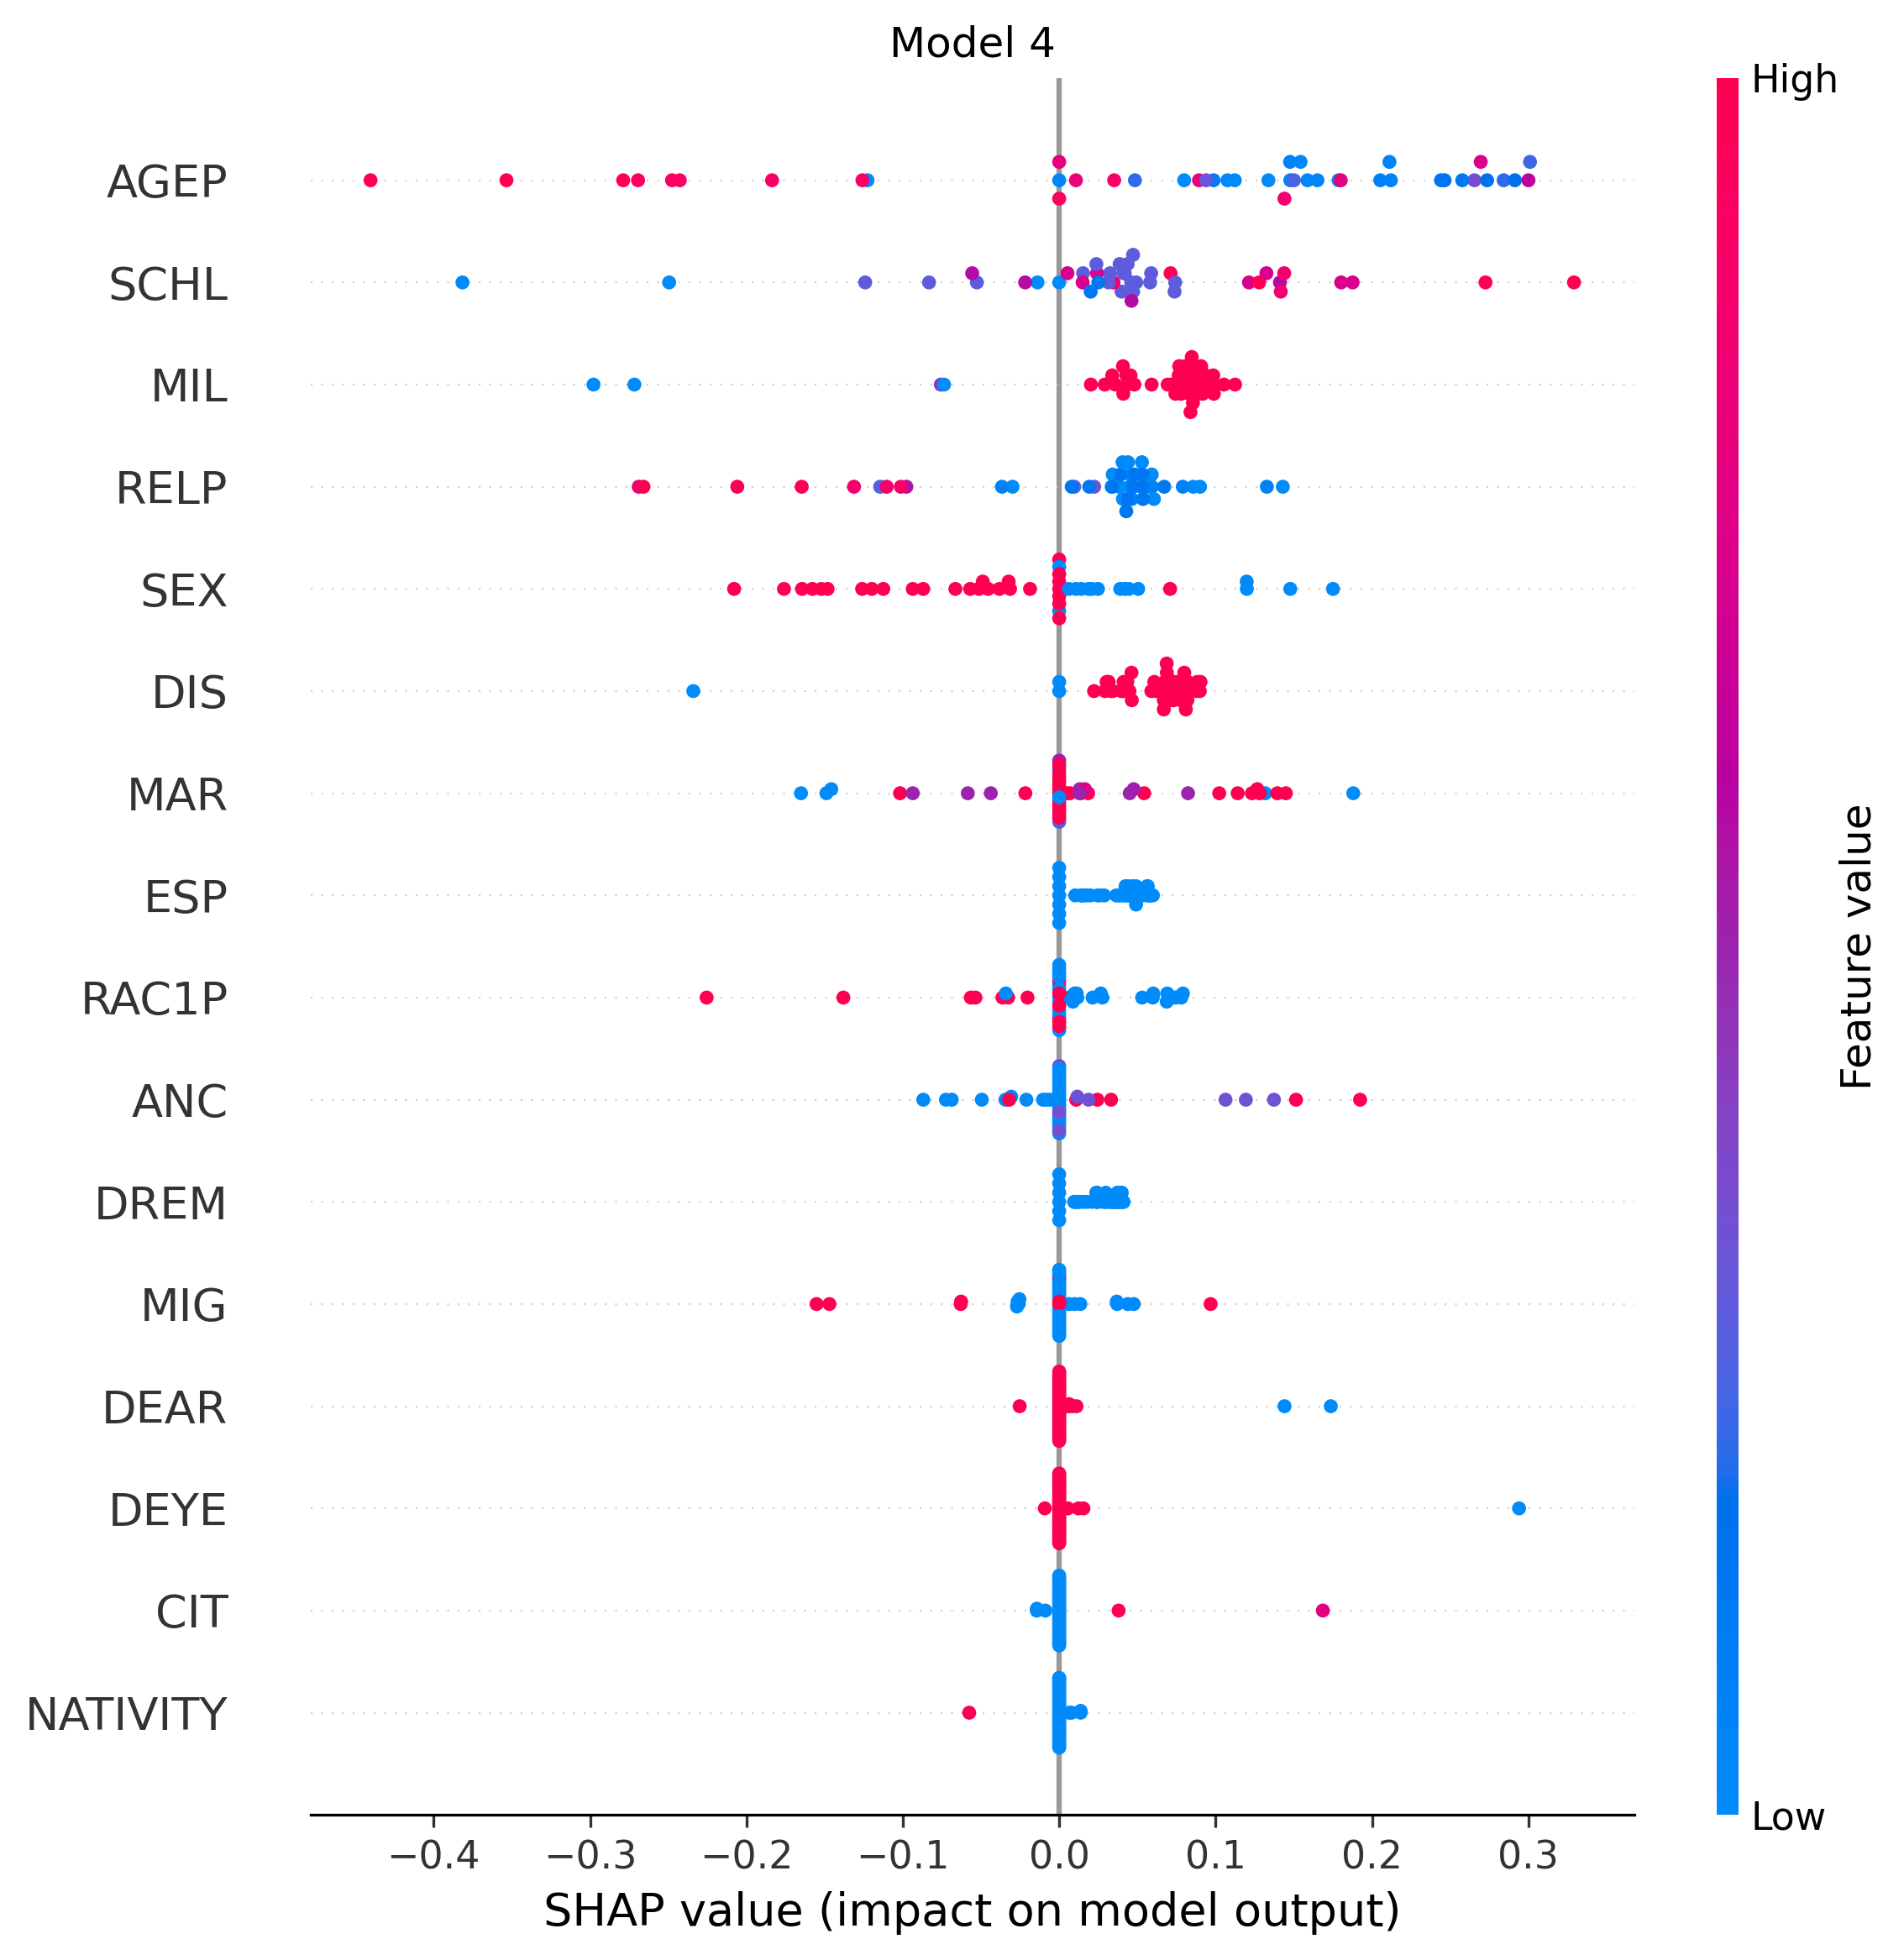 Model 4
High
AGEP
SCHL
MIL
RELP
SEX
DIS
MAR
ESP
RAC1P
ANC
DREM
MIG
DEAR
DEYE
CIT
NATIVITY
Feature value
Low
−0.4 −0.3 −0.2 −0.1 0.0 0.1 0.2 0.3
SHAP value (impact on model output)